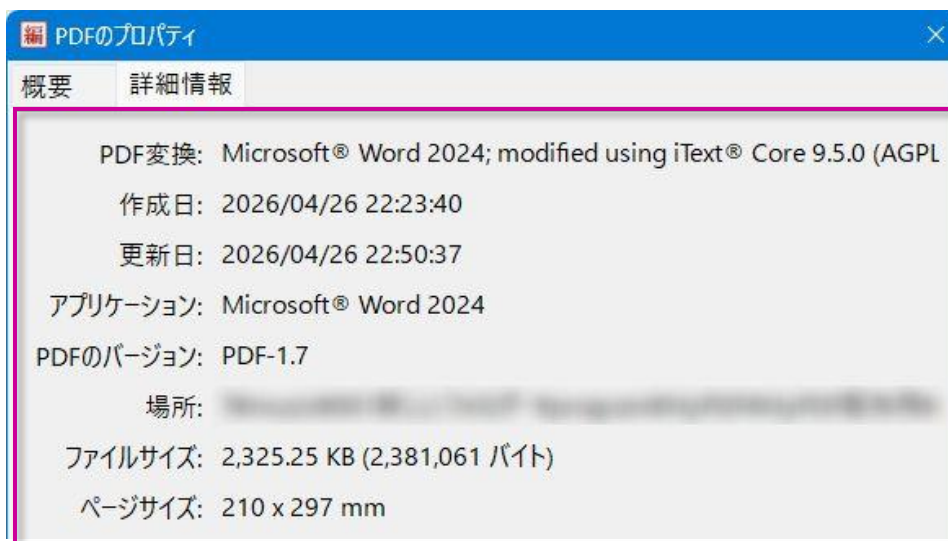 編 PDFのプロパティ
概要 詳細情報
PDF変換: Microsoft® Word 2024; modified using iText® Core 9.5.0 (AGPL
作成日: 2026/04/26 22:23:40
更新日: 2026/04/26 22:50:37
アプリケーション: Microsoft® Word 2024
PDFのバージョン: PDF-1.7
場所:
ファイルサイズ: 2,325.25 KB (2,381,061 バイト)
ページサイズ: 210 x 297 mm